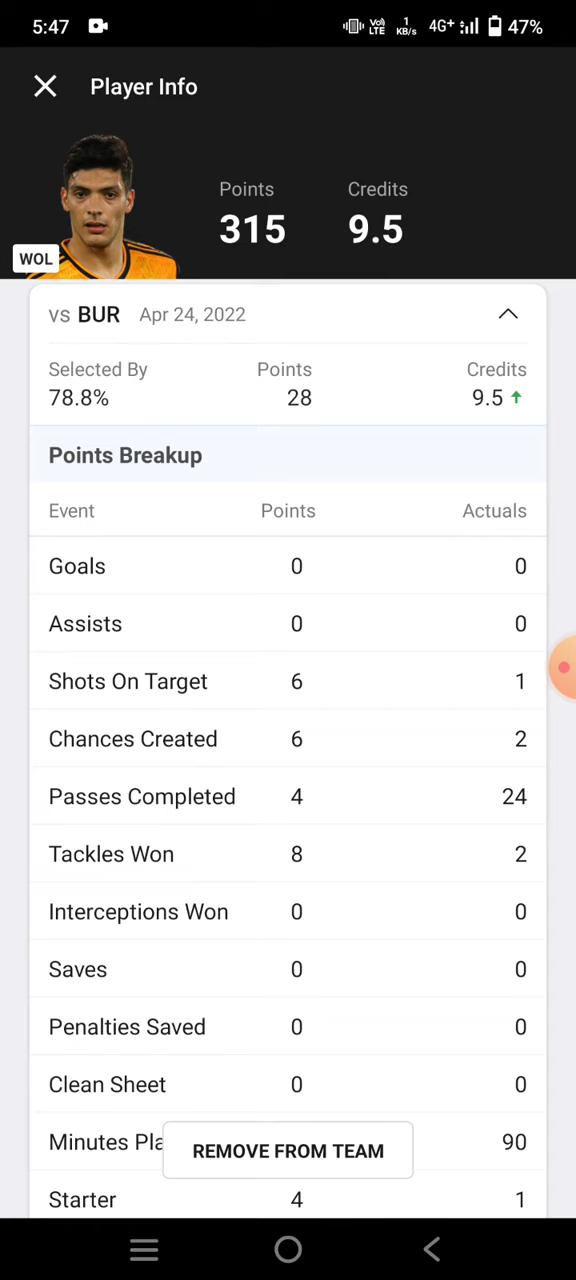 5:47 Vo) LTE 1 KB/s 4G+ 47%
Player Info
Points Credits
315 9.5
WOL
vs BUR Apr 24, 2022
Selected By Points Credits
78.8% 28 9.5
Points Breakup
Event Points Actuals
Goals 0 0
Assists 0 0
Shots On Target 6 1
Chances Created 6 2
Passes Completed 4 24
Tackles Won 8 2
Interceptions Won 0 0
Saves 0 0
Penalties Saved 0 0
Clean Sheet 0 0
Minutes Pla 90
REMOVE FROM TEAM
Starter 4 1